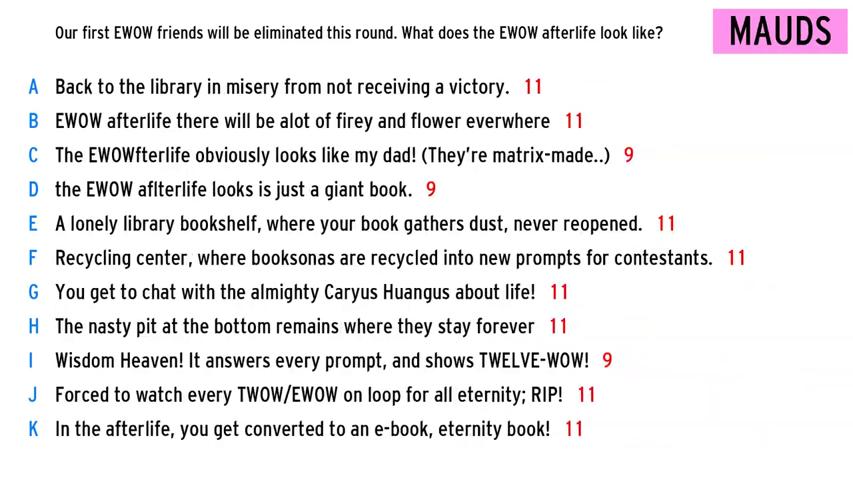 Our first EWOW friends will be eliminated this round. What does the EWOW afterlife look like?
MAUDS
A Back to the library in misery from not receiving a victory. 11
B EWOW afterlife there will be alot of firey and flower everwhere 11
C The EWOWfterlife obviously looks like my dad! (They're matrix-made..) 9
D the EWOW aflterlife looks is just a giant book. 9
E A lonely library bookshelf, where your book gathers dust, never reopened. 11
F Recycling center, where booksonas are recycled into new prompts for contestants. 11
G You get to chat with the almighty Caryus Huangus about life! 11
H The nasty pit at the bottom remains where they stay forever 11
I Wisdom Heaven! It answers every prompt, and shows TWELVE-WOW! 9
J Forced to watch every TWOW/EWOW on loop for all eternity; RIP! 11
K In the afterlife, you get converted to an e-book, eternity book! 11